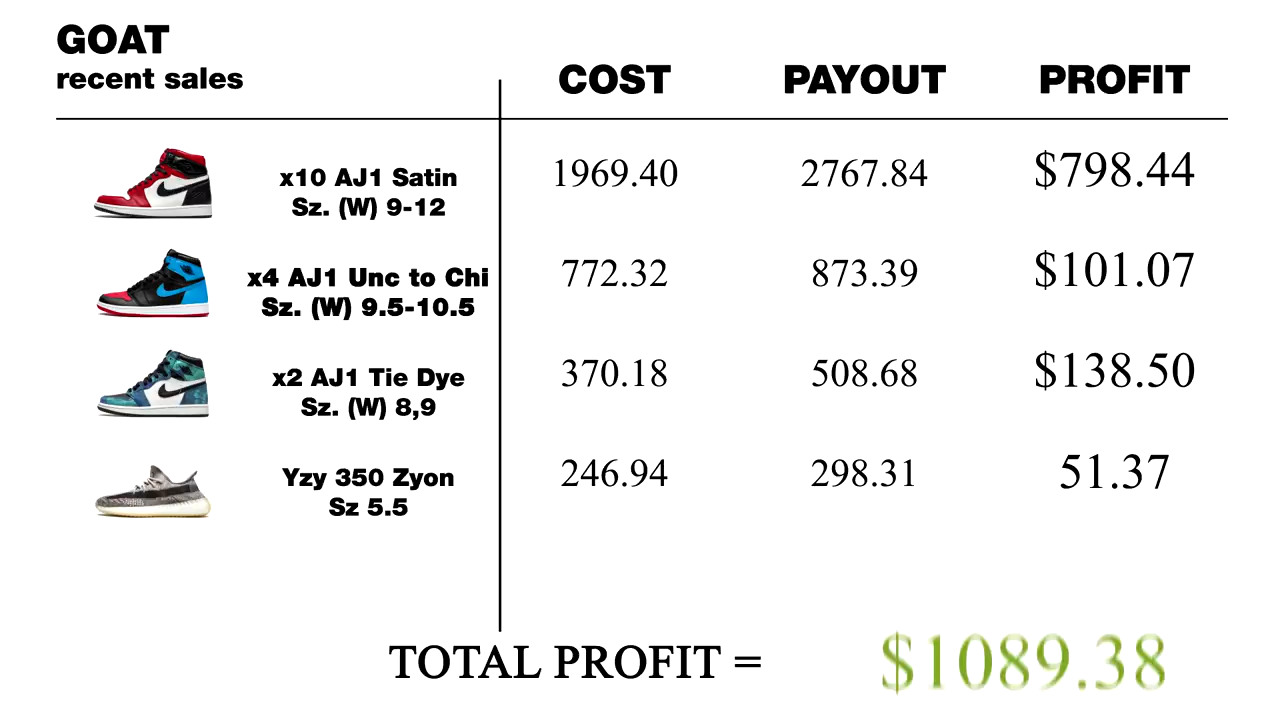 GOAT
recent sales
COST PAYOUT PROFIT
x10 AJ1 Satin
Sz. (W) 9-12
1969.40 2767.84 $798.44
x4 AJ1 Unc to Chi
Sz. (W) 9.5-10.5
772.32 873.39 $101.07
x2 AJ1 Tie Dye
Sz. (W) 8,9
370.18 508.68 $138.50
Yzy 350 Zyon
Sz 5.5
246.94 298.31 51.37
TOTAL PROFIT = $1089.38